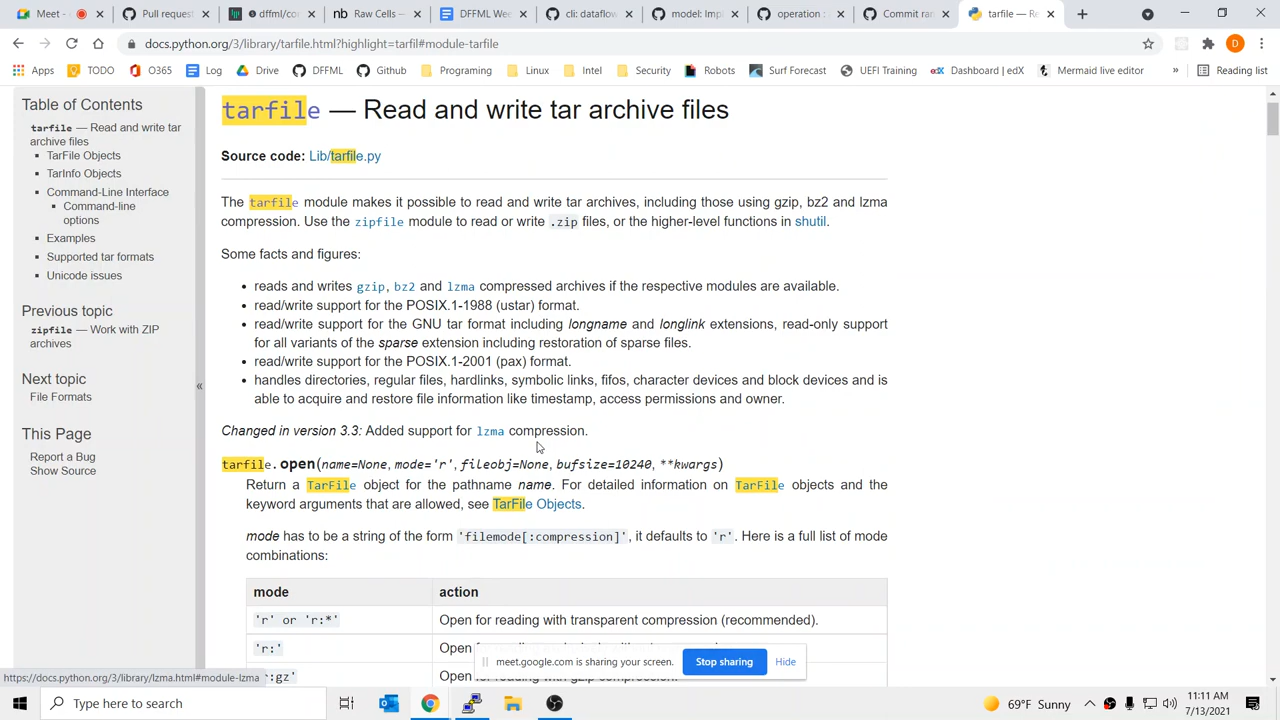 Meet -
Pull request
dffml/co
Raw Cells -
DFFML Wee
cli: dataflow
model: Imp
operation :
Commit ran
tarfile — Re
docs.python.org/3/library/tarfile.html?highlight=tarfil#module-tarfile
D
Apps TODO O365 Log Drive DFFML Github Programing Linux Intel Security Robots Surf Forecast UEFI Training Dashboard | edX Mermaid live editor » Reading list
Table of Contents
tarfile — Read and write tar
archive files
TarFile Objects
TarInfo Objects
Command-Line Interface
Command-line
options
Examples
Supported tar formats
Unicode issues
Previous topic
zipfile — Work with ZIP
archives
Next topic
File Formats
This Page
Report a Bug
Show Source
«
tarfile — Read and write tar archive files
Source code: Lib/tarfile.py
The tarfile module makes it possible to read and write tar archives, including those using gzip, bz2 and lzma
compression. Use the zipfile module to read or write .zip files, or the higher-level functions in shutil.
Some facts and figures:
• reads and writes gzip, bz2 and lzma compressed archives if the respective modules are available.
• read/write support for the POSIX.1-1988 (ustar) format.
• read/write support for the GNU tar format including longname and longlink extensions, read-only support
for all variants of the sparse extension including restoration of sparse files.
• read/write support for the POSIX.1-2001 (pax) format.
• handles directories, regular files, hardlinks, symbolic links, fifos, character devices and block devices and is
able to acquire and restore file information like timestamp, access permissions and owner.
Changed in version 3.3: Added support for lzma compression.
tarfile.open(name=None, mode='r', fileobj=None, bufsize=10240, **kwargs)
Return a TarFile object for the pathname name. For detailed information on TarFile objects and the
keyword arguments that are allowed, see TarFile Objects.
mode has to be a string of the form 'filemode[:compression]', it defaults to 'r'. Here is a full list of mode
combinations:
mode action
'r' or 'r:*' Open for reading with transparent compression (recommended).
'r:' Open
:gz' Open
meet.google.com is sharing your screen. Stop sharing Hide
https://docs.python.org/3/library/lzma.html#module-lzma
Type here to search
69°F Sunny
11:11 AM
7/13/2021